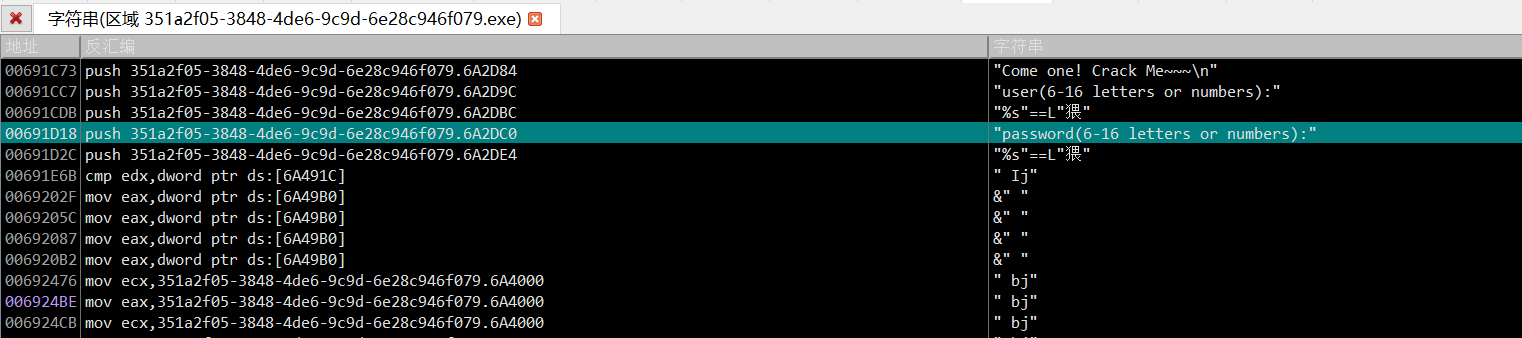 字符串(区域 351a2f05-3848-4de6-9c9d-6e28c946f079.exe)
地址 反汇编 字符串
00691C73 push 351a2f05-3848-4de6-9c9d-6e28c946f079.6A2D84 "Come one! Crack Me~~~\n"
00691CC7 push 351a2f05-3848-4de6-9c9d-6e28c946f079.6A2D9C "user(6-16 letters or numbers):"
00691CDB push 351a2f05-3848-4de6-9c9d-6e28c946f079.6A2DBC "%s"==L"猥"
00691D18 push 351a2f05-3848-4de6-9c9d-6e28c946f079.6A2DC0 "password(6-16 letters or numbers):"
00691D2C push 351a2f05-3848-4de6-9c9d-6e28c946f079.6A2DE4 "%s"==L"猥"
00691E6B cmp edx,dword ptr ds:[6A491C] " Ij"
0069202F mov eax,dword ptr ds:[6A49B0] &" "
0069205C mov eax,dword ptr ds:[6A49B0] &" "
00692087 mov eax,dword ptr ds:[6A49B0] &" "
006920B2 mov eax,dword ptr ds:[6A49B0] &" "
00692476 mov ecx,351a2f05-3848-4de6-9c9d-6e28c946f079.6A4000 " bj"
006924BE mov eax,351a2f05-3848-4de6-9c9d-6e28c946f079.6A4000 " bj"
006924CB mov ecx,351a2f05-3848-4de6-9c9d-6e28c946f079.6A4000 " bj"